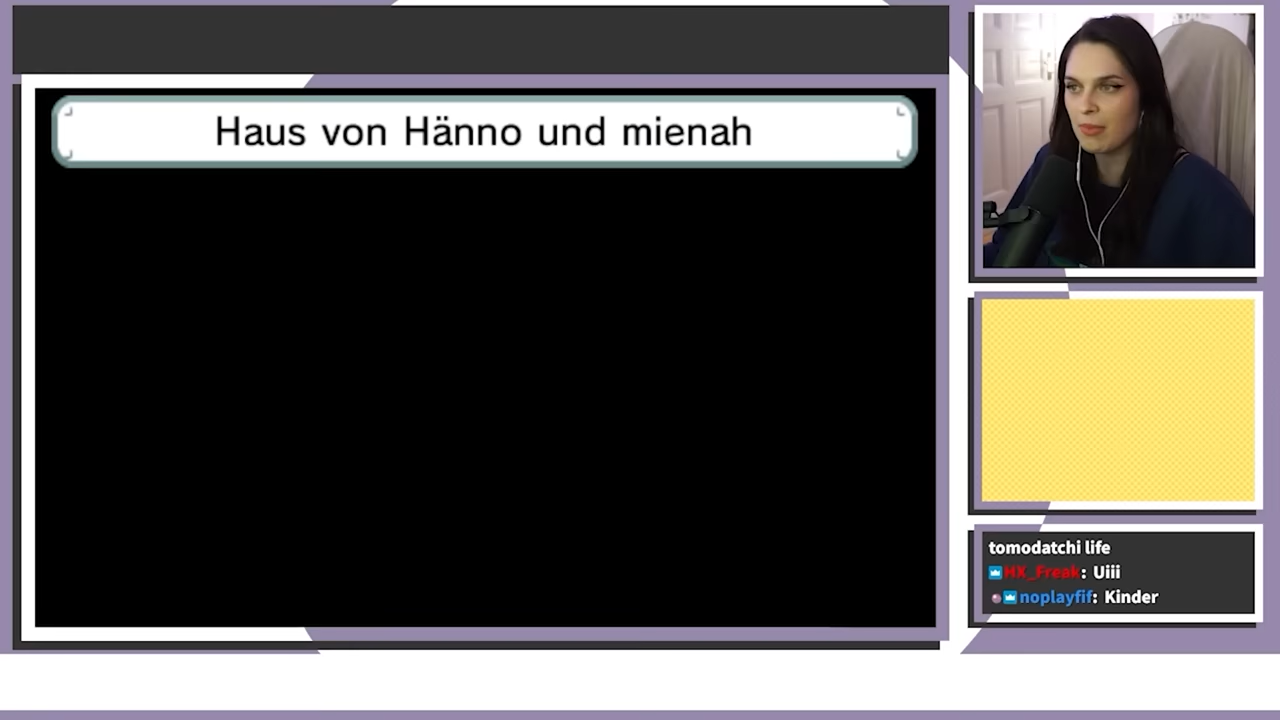 Haus von Hänno und mienah
tomodatchi life
HX_Freak: Uiii
noplayfif: Kinder